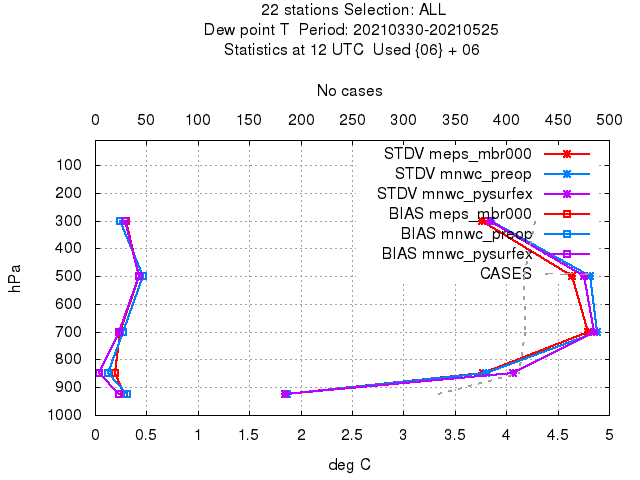 22 stations Selection: ALL
Dew point T  Period: 20210330-20210525
Statistics at 12 UTC  Used {06} + 06
No cases
0 50 100 150 200 250 300 350 400 450 500
STDV meps_mbr000
STDV mnwc_preop
STDV mnwc_pysurfex
BIAS meps_mbr000
BIAS mnwc_preop
BIAS mnwc_pysurfex
CASES
hPa
100
200
300
400
500
600
700
800
900
1000
0 0.5 1 1.5 2 2.5 3 3.5 4 4.5 5
deg C